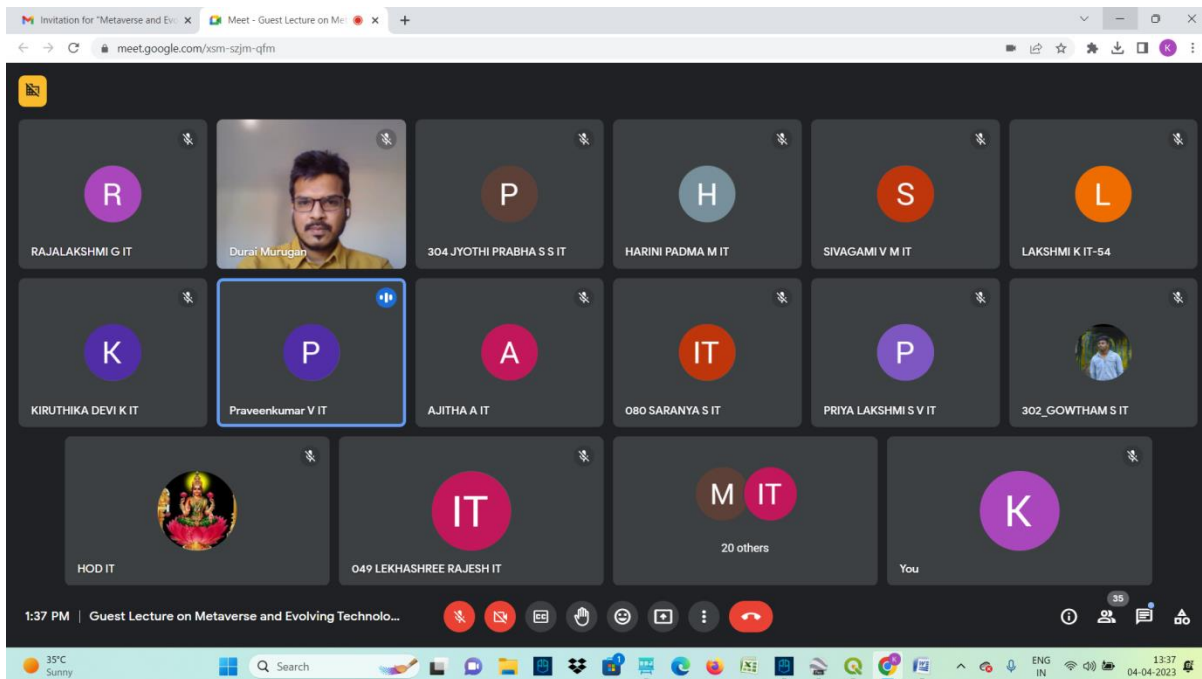 Invitation for "Metaverse and Evo
Meet - Guest Lecture on Met
meet.google.com/xsm-szjm-qfm
K
R
P
H
S
L
RAJALAKSHMI G IT
Durai Murugan
304 JYOTHI PRABHA S S IT
HARINI PADMA M IT
SIVAGAMI V M IT
LAKSHMI K IT-54
K
P
A
IT
P
KIRUTHIKA DEVI K IT
Praveenkumar V IT
AJITHA A IT
080 SARANYA S IT
PRIYA LAKSHMI S V IT
302_GOWTHAM S IT
IT
M IT
K
20 others
HOD IT
049 LEKHASHREE RAJESH IT
You
1:37 PM | Guest Lecture on Metaverse and Evolving Technolo...
CC
35
35°C
Sunny
Search
ENG
IN
13:37
04-04-2023